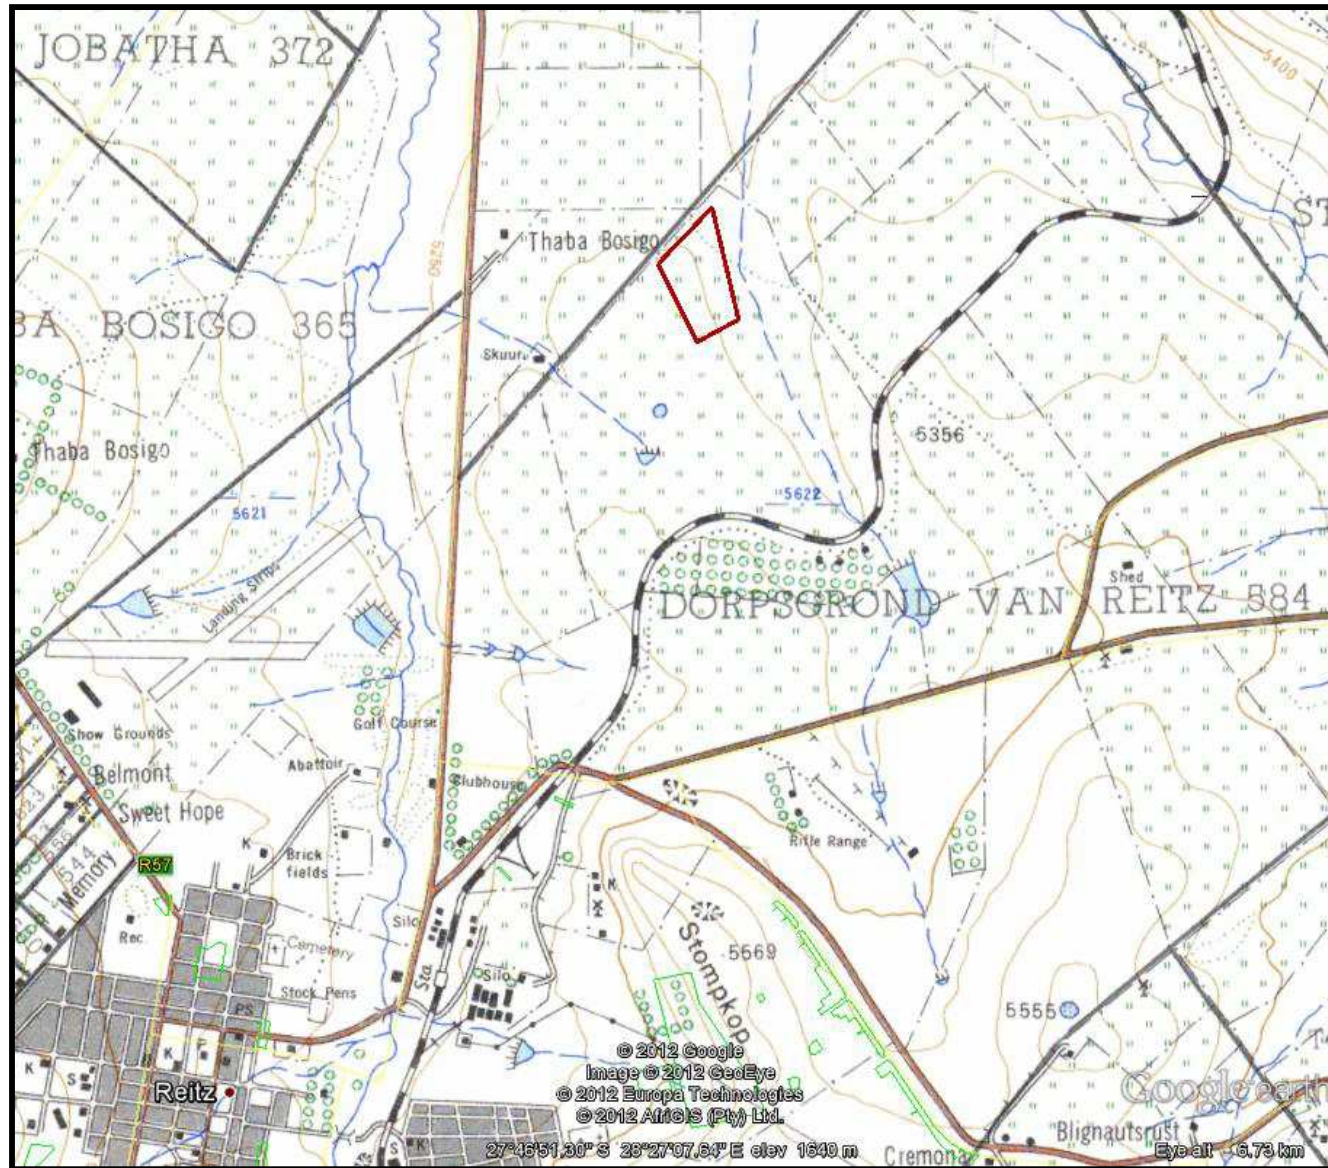 JOBATHA 372
5400
Thaba Bosigo
5250
BA BOSIGO 365
Skuur
Thaba Bosigo
5356
5621
5622
Landing Strip
Shed
DORPSGROND VAN REITZ 584
Golf Course
Show Grounds
Belmont
Abattoir
Clubhouse
Sweet Hope
Rifle Range
K
Brick
fields
R57
Memory
Silo
K
Rec
Cemetery
Stompkop
5569
Sta.
Silo
Stock Pens
PS
5555
K
K
S
Reitz
© 2012 Google
Image © 2012 GeoEye
© 2012 Europa Technologies
© 2012 AfriGIS (Pty) Ltd.
Google earth
S
K
Blignautsrust
27°46'51.30" S 28°27'07.64" E elev 1640 m
Eye alt 6.73 km
Cremona